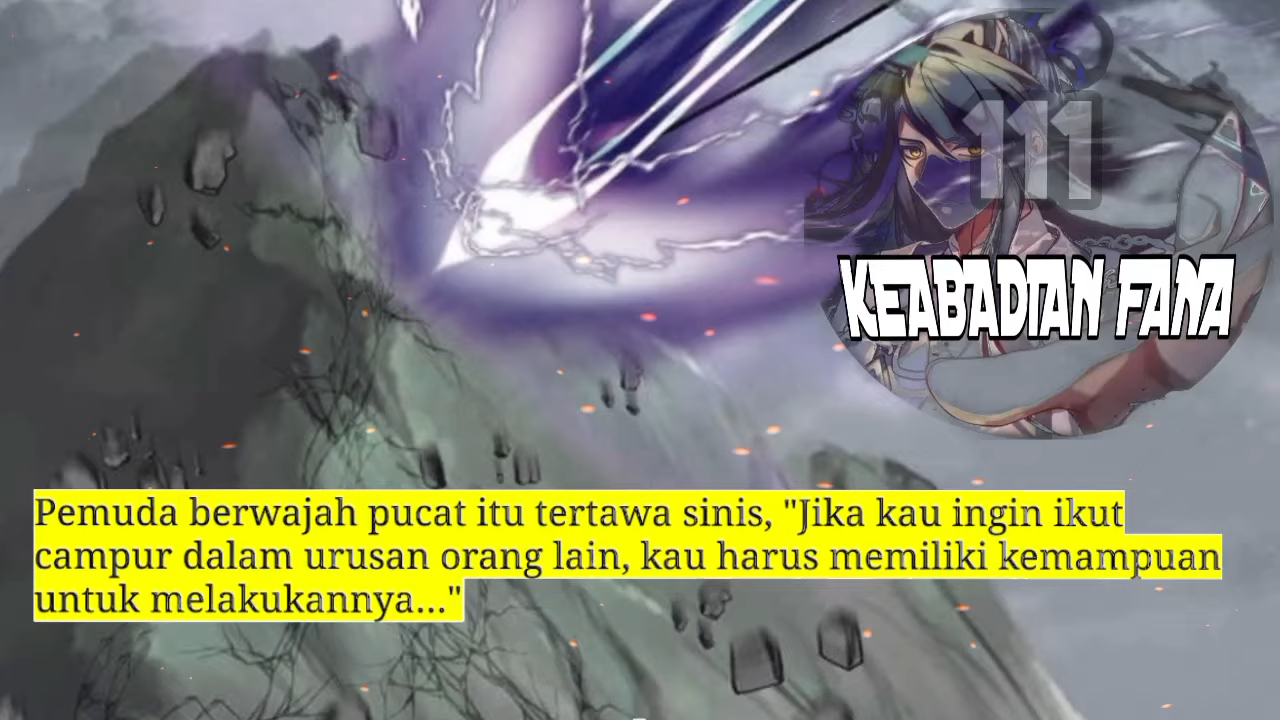 111
KEABADIAN FANA
Pemuda berwajah pucat itu tertawa sinis, "Jika kau ingin ikut
campur dalam urusan orang lain, kau harus memiliki kemampuan
untuk melakukannya..."